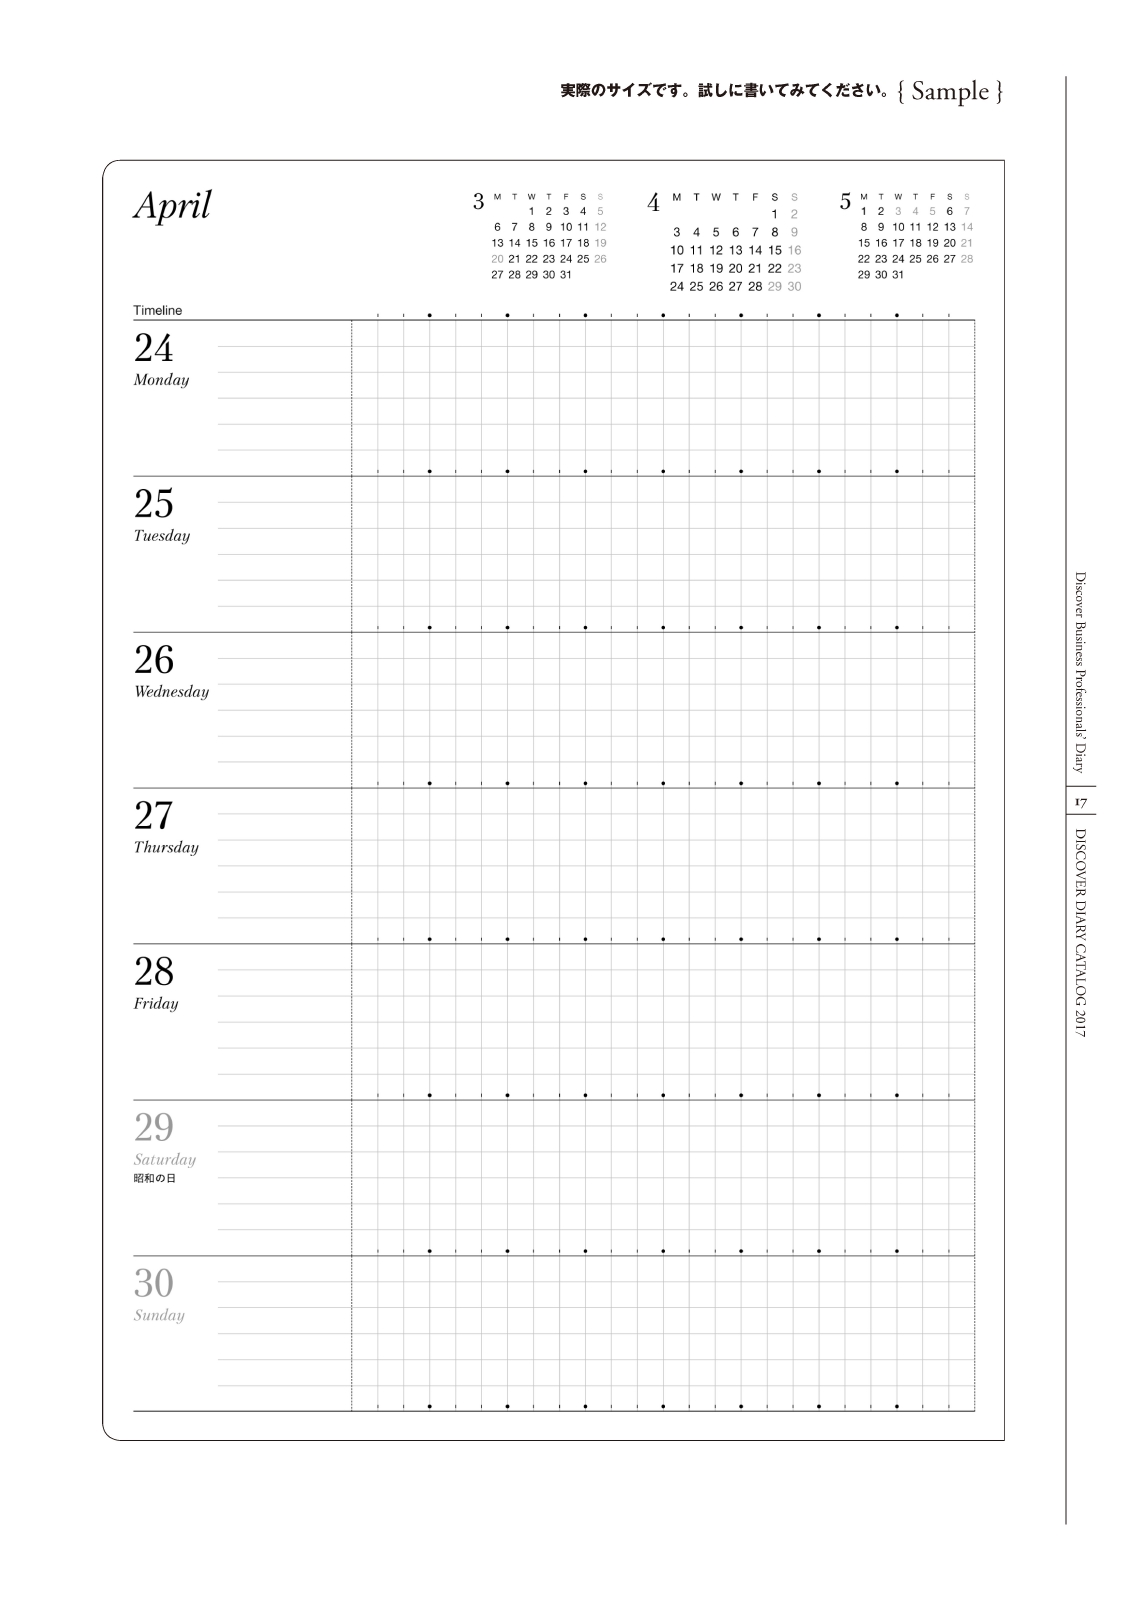 実際のサイズです。試しに書いてみてください。{ Sample }
April
3 M T W T F S S
1 2 3 4 5
6 7 8 9 10 11 12
13 14 15 16 17 18 19
20 21 22 23 24 25 26
27 28 29 30 31
4 M T W T F S S
1 2
3 4 5 6 7 8 9
10 11 12 13 14 15 16
17 18 19 20 21 22 23
24 25 26 27 28 29 30
5 M T W T F S S
1 2 3 4 5 6 7
8 9 10 11 12 13 14
15 16 17 18 19 20 21
22 23 24 25 26 27 28
29 30 31
Timeline
24
Monday
25
Tuesday
26
Wednesday
27
Thursday
28
Friday
29
Saturday
昭和の日
30
Sunday
Discover Business Professionals' Diary
17
DISCOVER DIARY CATALOG 2017